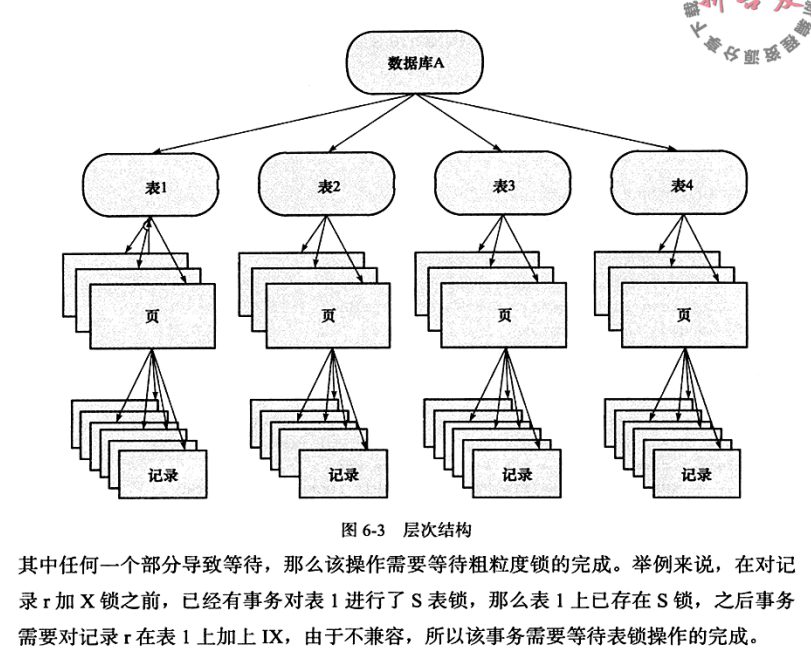 数据库A
表1
表2
表3
表4
页
页
页
页
记录
记录
记录
记录
图 6-3 层次结构
其中任何一个部分导致等待，那么该操作需要等待粗粒度锁的完成。举例来说，在对记
录 r 加 X 锁之前，已经有事务对表 1 进行了 S 表锁，那么表 1 上已存在 S 锁，之后事务
需要对记录 r 在表 1 上加上 IX，由于不兼容，所以该事务需要等待表锁操作的完成。